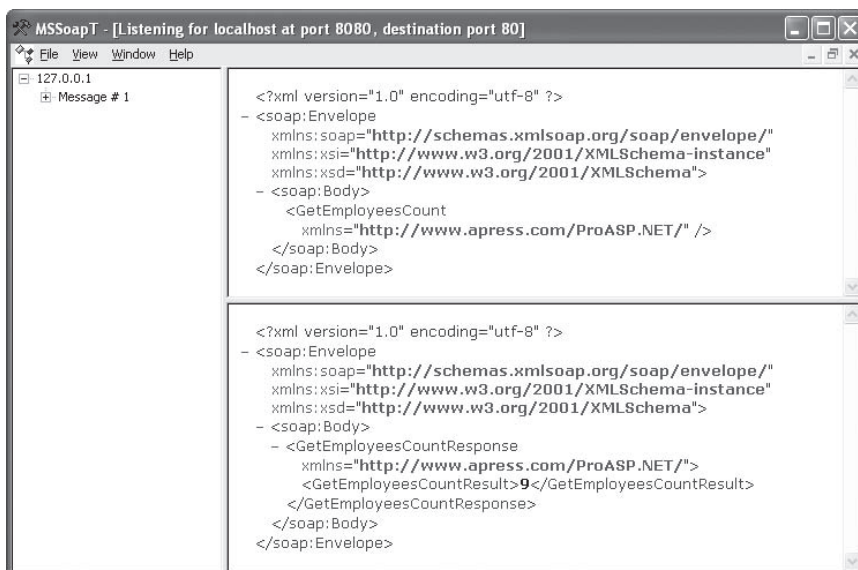 MSSoapT - [Listening for localhost at port 8080, destination port 80]
File View Window Help
127.0.0.1
Message # 1
<?xml version="1.0" encoding="utf-8" ?>
– <soap:Envelope
xmlns:soap="http://schemas.xmlsoap.org/soap/envelope/"
xmlns:xsi="http://www.w3.org/2001/XMLSchema-instance"
xmlns:xsd="http://www.w3.org/2001/XMLSchema">
– <soap:Body>
<GetEmployeesCount
xmlns="http://www.apress.com/ProASP.NET/" />
</soap:Body>
</soap:Envelope>
<?xml version="1.0" encoding="utf-8" ?>
– <soap:Envelope
xmlns:soap="http://schemas.xmlsoap.org/soap/envelope/"
xmlns:xsi="http://www.w3.org/2001/XMLSchema-instance"
xmlns:xsd="http://www.w3.org/2001/XMLSchema">
– <soap:Body>
– <GetEmployeesCountResponse
xmlns="http://www.apress.com/ProASP.NET/">
<GetEmployeesCountResult>9</GetEmployeesCountResult>
</GetEmployeesCountResponse>
</soap:Body>
</soap:Envelope>